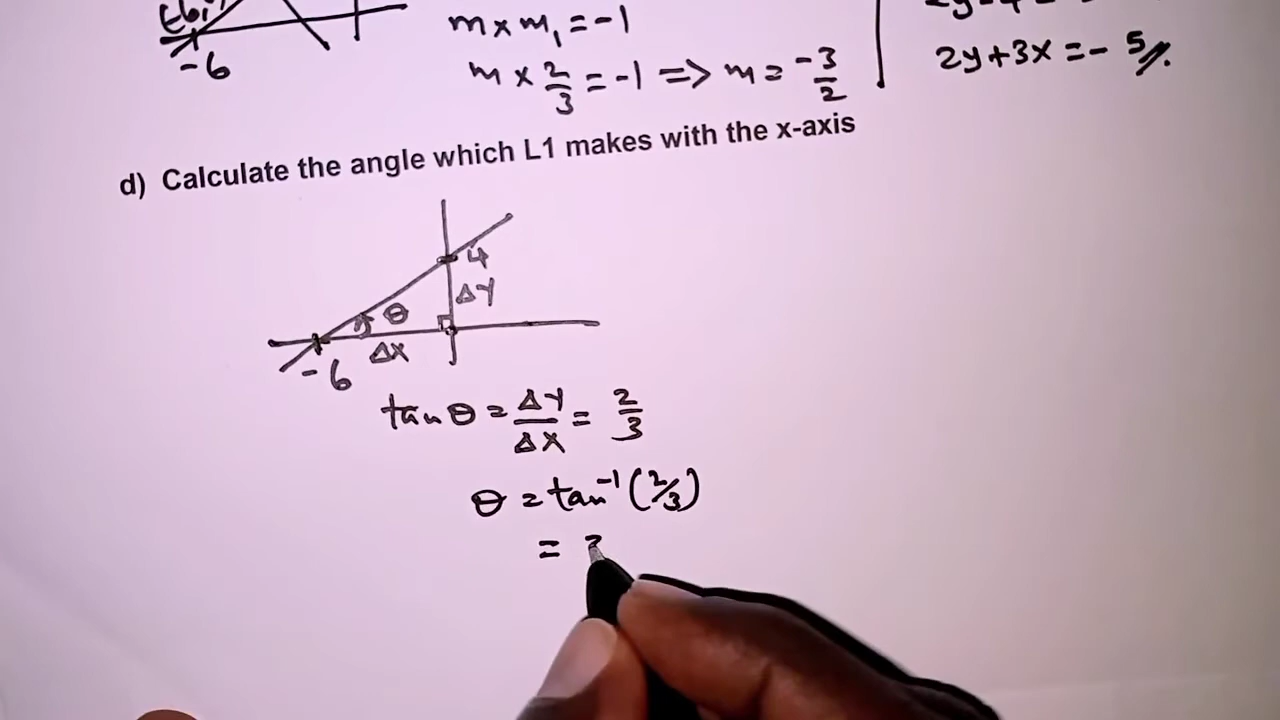 -6
m x m₁ = -1
m x 2/3 = -1 => m = -3/2
2y+3x = - 5//.
d) Calculate the angle which L1 makes with the x-axis
4
ΔY
θ
ΔX
-6
tan θ = ΔY/ΔX = 2/3
θ = tan⁻¹ (2/3)
=